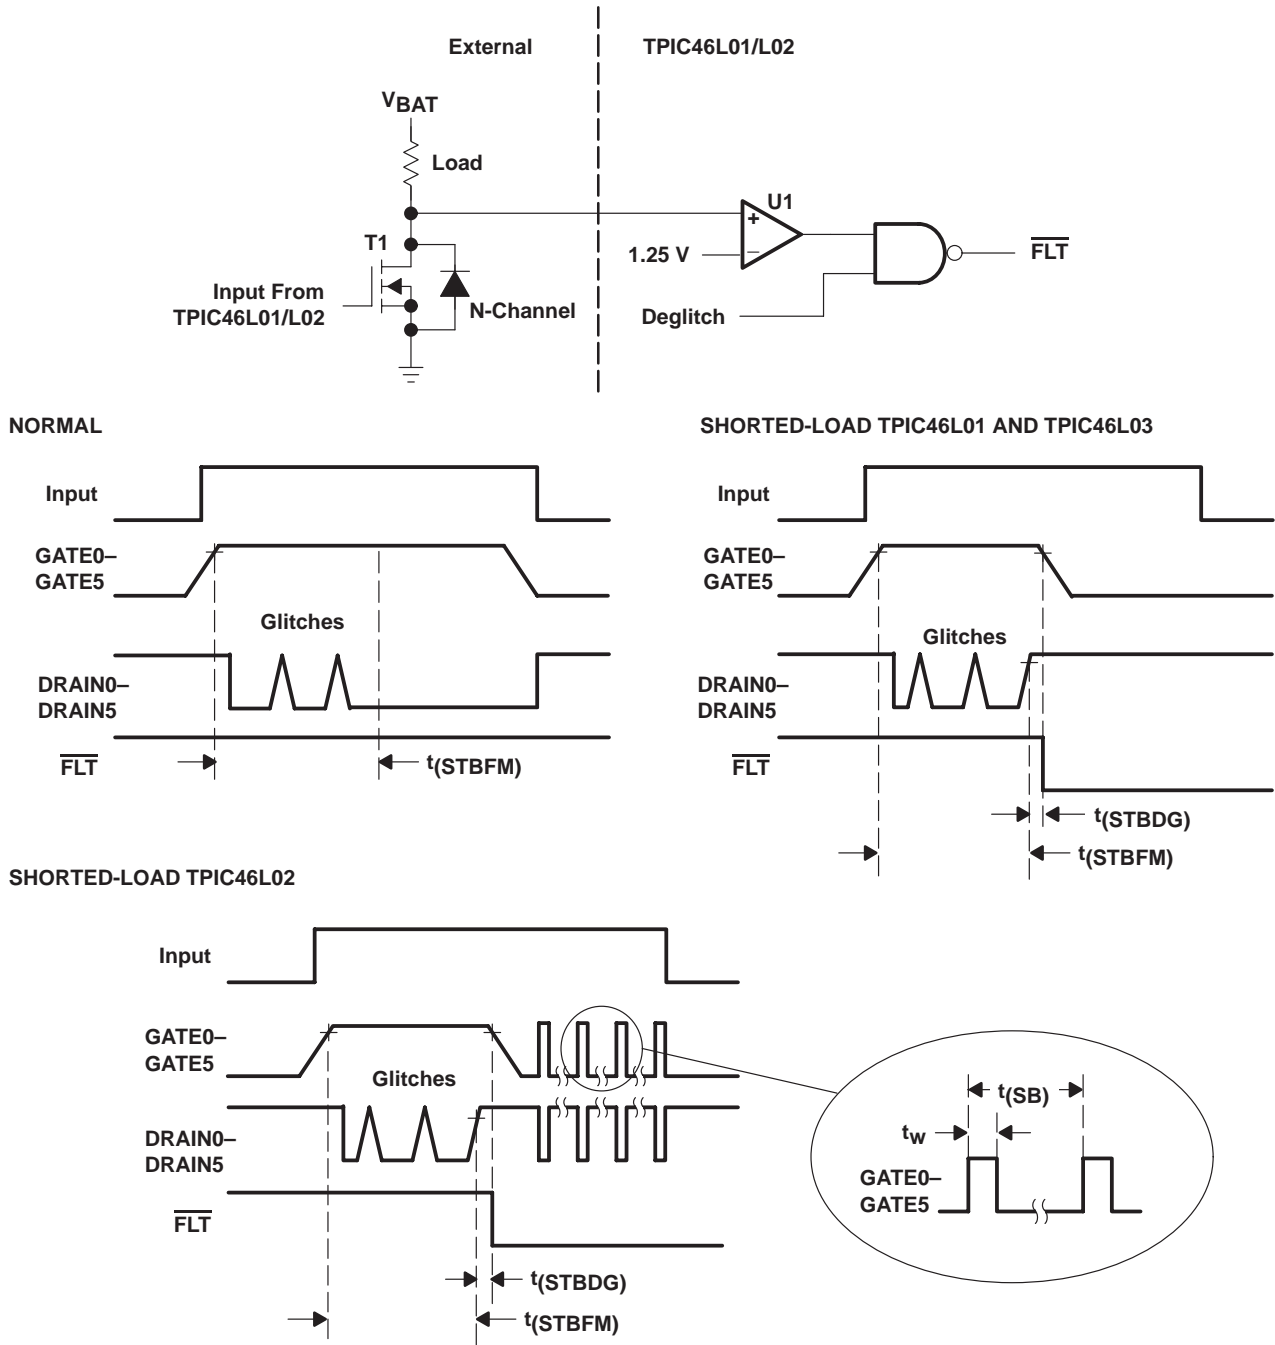 External
TPIC46L01/L02
VBAT
Load
U1
+
–
T1
1.25 V
FLT
Input From
TPIC46L01/L02
N-Channel
Deglitch
NORMAL
Input
GATE0–
GATE5
Glitches
DRAIN0–
DRAIN5
FLT
t(STBFM)
SHORTED-LOAD TPIC46L01 AND TPIC46L03
Input
GATE0–
GATE5
Glitches
DRAIN0–
DRAIN5
FLT
t(STBDG)
t(STBFM)
SHORTED-LOAD TPIC46L02
Input
GATE0–
GATE5
Glitches
DRAIN0–
DRAIN5
FLT
t(STBDG)
t(STBFM)
t(SB)
tw
GATE0–
GATE5